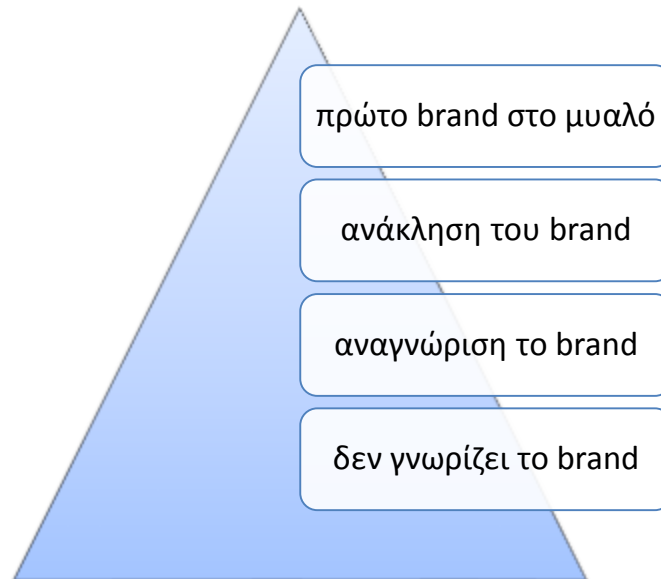 πρώτο brand στο μυαλό
ανάκληση του brand
αναγνώριση το brand
δεν γνωρίζει το brand